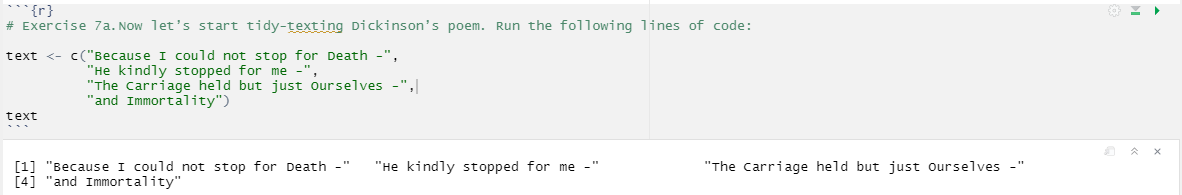 ```{r}
# Exercise 7a.Now let's start tidy-texting Dickinson's poem. Run the following lines of code:
text <- c("Because I could not stop for Death -",
"He kindly stopped for me -",
"The Carriage held but just Ourselves -",
"and Immortality")
text
```
[1] "Because I could not stop for Death -"   "He kindly stopped for me -"             "The Carriage held but just Ourselves -"
[4] "and Immortality"